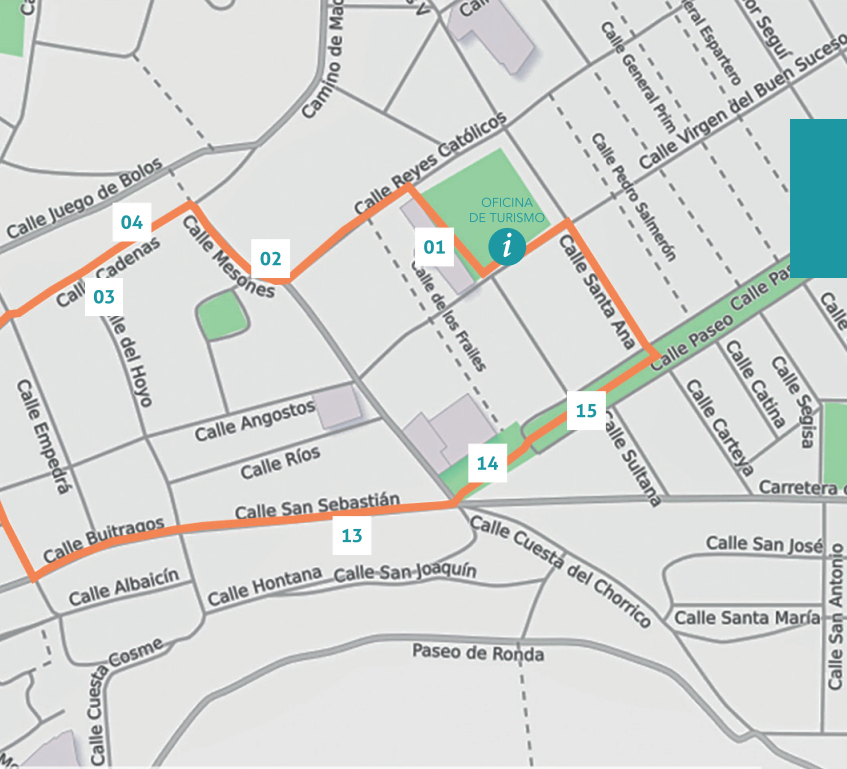 Camino de Mad
Calle General Prim
Calle Virgen del Buen Suceso
Calle Reyes Católicos
Calle Pedro Salmerón
Calle Juego de Bolos
OFICINA
DE TURISMO
i
04
01
02
03
Calle Cadenas
Calle Mesones
Calle Santa Ana
Calle de los Frailes
Calle Paseo
Calle Pas
Calle
Calle Empedrá
Calle Angostos
Calle Ríos
15
14
Calle Catina
Calle Segisa
Calle Carteya
Calle Sultana
Calle San Sebastián
13
Carretera
Calle Buitragos
Calle Cuesta del Chorrico
Calle San José
Calle Albaicín
Calle Hontana
Calle San Joaquín
Calle Santa María
Calle San Antonio
Paseo de Ronda
Calle Cuesta Cosme